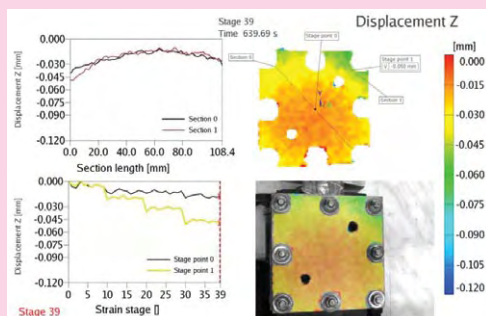 Stage 39
Time 639.69 s
Displacement Z
0.000
-0.030
-0.045
-0.060
-0.075
-0.090
-0.120
Displacement Z [mm]
Section 0
Section 1
0.0
20.0
40.0
60.0
80.0
108.4
Section length [mm]
Stage point 0
Section 0
Stage point 1
Section 1
[mm]
0.000
-0.015
-0.030
-0.045
-0.060
-0.075
-0.090
-0.105
-0.120
0.000
-0.030
-0.045
-0.060
-0.075
-0.090
-0.120
Displacement Z [mm]
Stage point 0
Stage point 1
0
5
10
15
20
25
30
35
39
Strain stage []
Stage 39